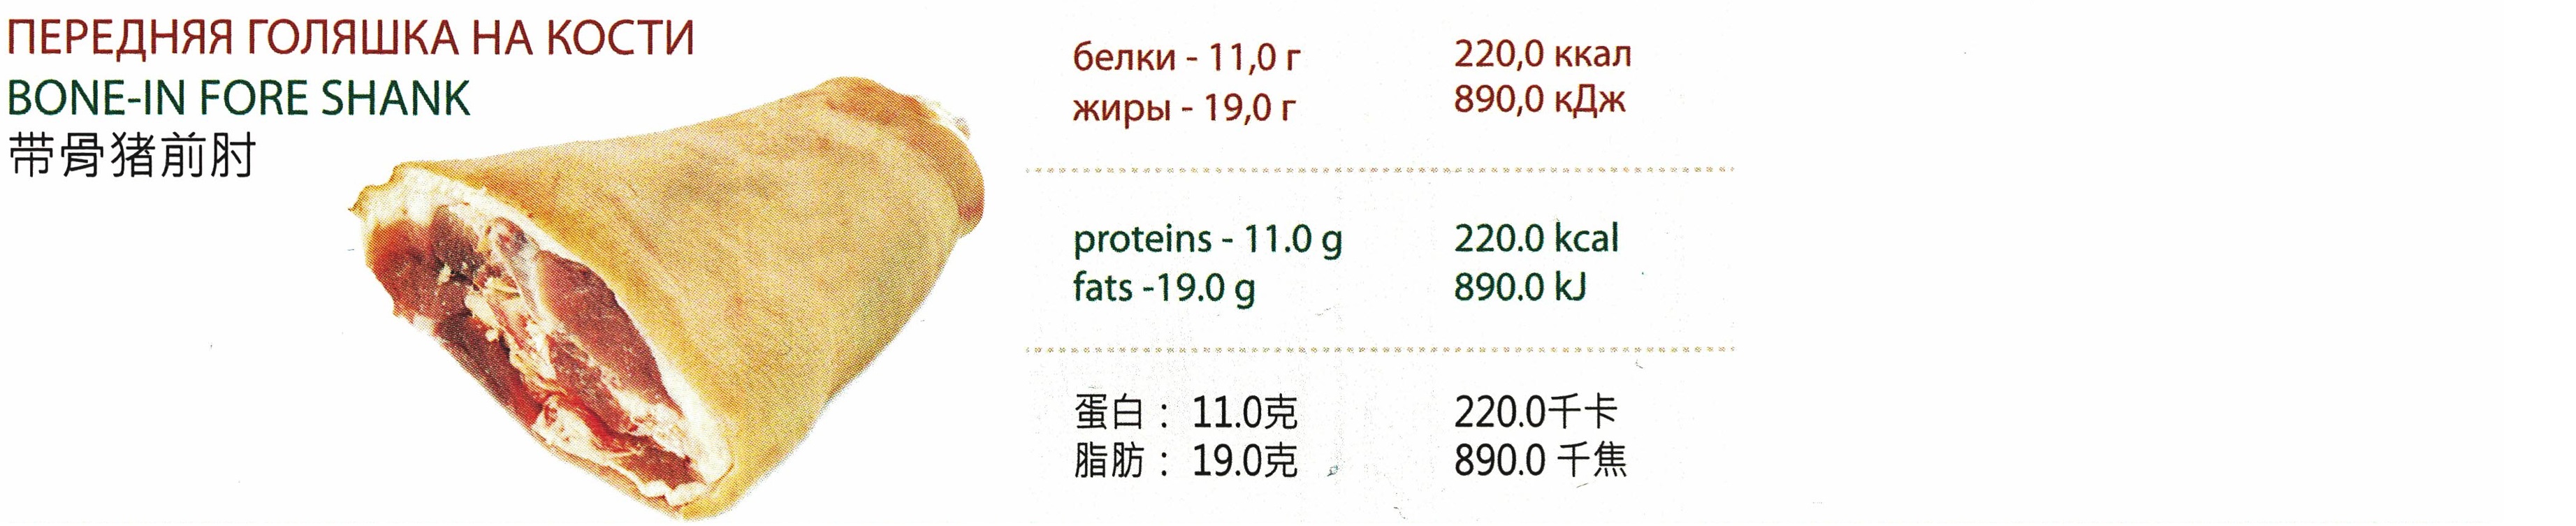 ПЕРЕДНЯЯ ГОЛЯШКА НА КОСТИ
BONE-IN FORE SHANK
带骨猪前肘
белки - 11,0 г
жиры - 19,0 г
220,0 ккал
890,0 кДж
proteins - 11.0 g
fats -19.0 g
220.0 kcal
890.0 kJ
蛋白： 11.0克
脂肪： 19.0克
220.0千卡
890.0 千焦